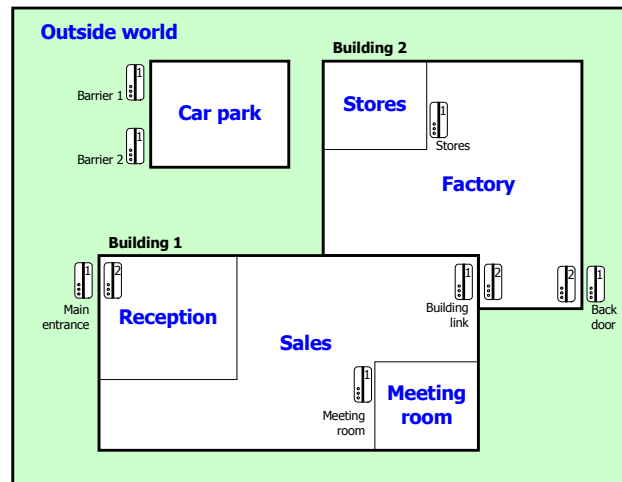 Outside world
Building 2
1
Barrier 1
Car park
Stores
1
Stores
1
Barrier 2
Factory
Building 1
1
2
Main
entrance
Reception
1
2
Building
link
2
1
Back
door
Sales
1
Meeting
room
Meeting
room